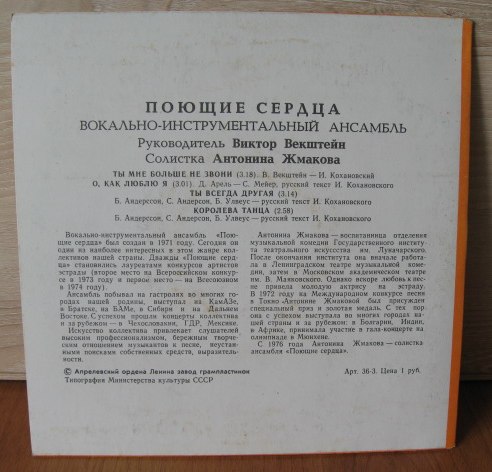 ПОЮЩИЕ СЕРДЦА
ВОКАЛЬНО-ИНСТРУМЕНТАЛЬНЫЙ АНСАМБЛЬ
Руководитель Виктор Векштейн
Солистка Антонина Жмакова
ТЫ МНЕ БОЛЬШЕ НЕ ЗВОНИ (3.18) В. Векштейн — И. Кохановский
О, КАК ЛЮБЛЮ Я (3.01) Д. Арель — С. Мейер, русский текст И. Кохановского
ТЫ ВСЕГДА ДРУГАЯ (3.14)
Б. Андерссон, С. Андерсон, Б. Улвеус — русский текст И. Кохановского
КОРОЛЕВА ТАНЦА (2.58)
Б. Андерссон, С. Андерсон, Б. Улвеус — русский текст И. Кохановского
Вокально-инструментальный ансамбль «Пою-
щие сердца» был создан в 1971 году. Сегодня он
один из наиболее интересных в этом жанре кол-
лективов нашей страны. Дважды «Поющие серд-
ца» становились лауреатами конкурсов артистов
эстрады (второе место на Всероссийском конкур-
се в 1973 году и первое место — на Всесоюзном
в 1974 году).
Ансамбль побывал на гастролях во многих го-
родах нашей родины, выступал на КамАЗе,
в Братске, на БАМе, в Сибири и на Дальнем
Востоке. С успехом прошли концерты коллектива
и за рубежом — в Чехословакии, ГДР, Мексике.
Искусство коллектива привлекает слушателей
высоким профессионализмом, бережным творче-
ским отношением музыкантов к песне, неустан-
ными поисками собственных средств, выразитель-
ности.
Антонина Жмакова — воспитанница отделения
музыкальной комедии Государственного институ-
та театрального искусства им. Луначарского.
После окончания института она вначале работа-
ла в Ленинградском театре музыкальной коме-
дии, затем в Московском академическом театре
им. В. Маяковского. Однако вскоре любовь к пес-
не привела молодую актрису на эстраду.
В 1972 году на Международном конкурсе песни
в Токио Антонине Жмаковой был присужден
специальный приз и золотая медаль. С тех пор
она с успехом выступала во многих городах на-
шей страны и за рубежом: в Болгарии, Индии,
в Африке, принимала участие в гала-концерте на
олимпиаде в Мюнхене.
С 1976 года Антонина Жмакова — солистка
ансамбля «Поющие сердца».
© Апрелевский ордена Ленина завод грампластинок
Типография Министерства культуры СССР
Арт. 36-3. Цена 1 руб.